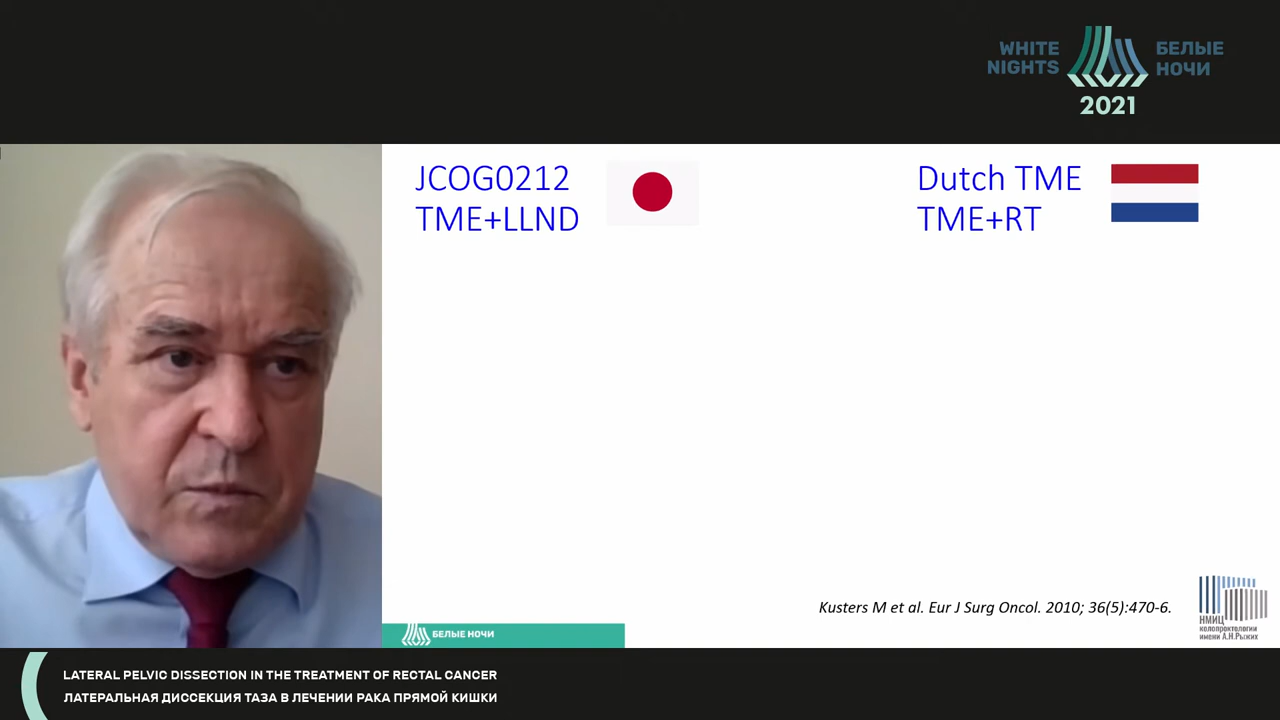 WHITE
NIGHTS
БЕЛЫЕ
НОЧИ
2021
JCOG0212
TME+LLND
Dutch TME
TME+RT
Kusters M et al. Eur J Surg Oncol. 2010; 36(5):470-6.
НМИЦ
колопроктологии
имени А.Н.Рыжих
БЕЛЫЕ НОЧИ
LATERAL PELVIC DISSECTION IN THE TREATMENT OF RECTAL CANCER
ЛАТЕРАЛЬНАЯ ДИССЕКЦИЯ ТАЗА В ЛЕЧЕНИИ РАКА ПРЯМОЙ КИШКИ